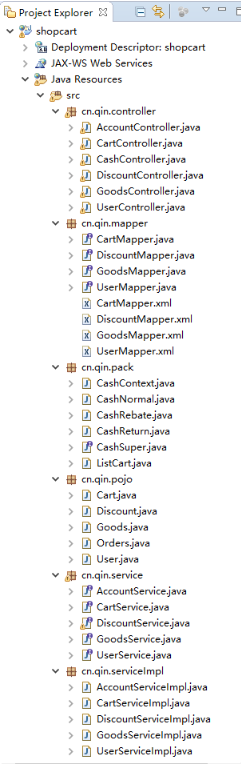 Project Explorer
shopcart
Deployment Descriptor: shopcart
JAX-WS Web Services
Java Resources
src
cn.qin.controller
AccountController.java
CartController.java
CashController.java
DiscountController.java
GoodsController.java
UserController.java
cn.qin.mapper
CartMapper.java
DiscountMapper.java
GoodsMapper.java
UserMapper.java
CartMapper.xml
DiscountMapper.xml
GoodsMapper.xml
UserMapper.xml
cn.qin.pack
CashContext.java
CashNormal.java
CashRebate.java
CashReturn.java
CashSuper.java
ListCart.java
cn.qin.pojo
Cart.java
Discount.java
Goods.java
Orders.java
User.java
cn.qin.service
AccountService.java
CartService.java
DiscountService.java
GoodsService.java
UserService.java
cn.qin.serviceImpl
AccountServiceImpl.java
CartServiceImpl.java
DiscountServiceImpl.java
GoodsServiceImpl.java
UserServiceImpl.java